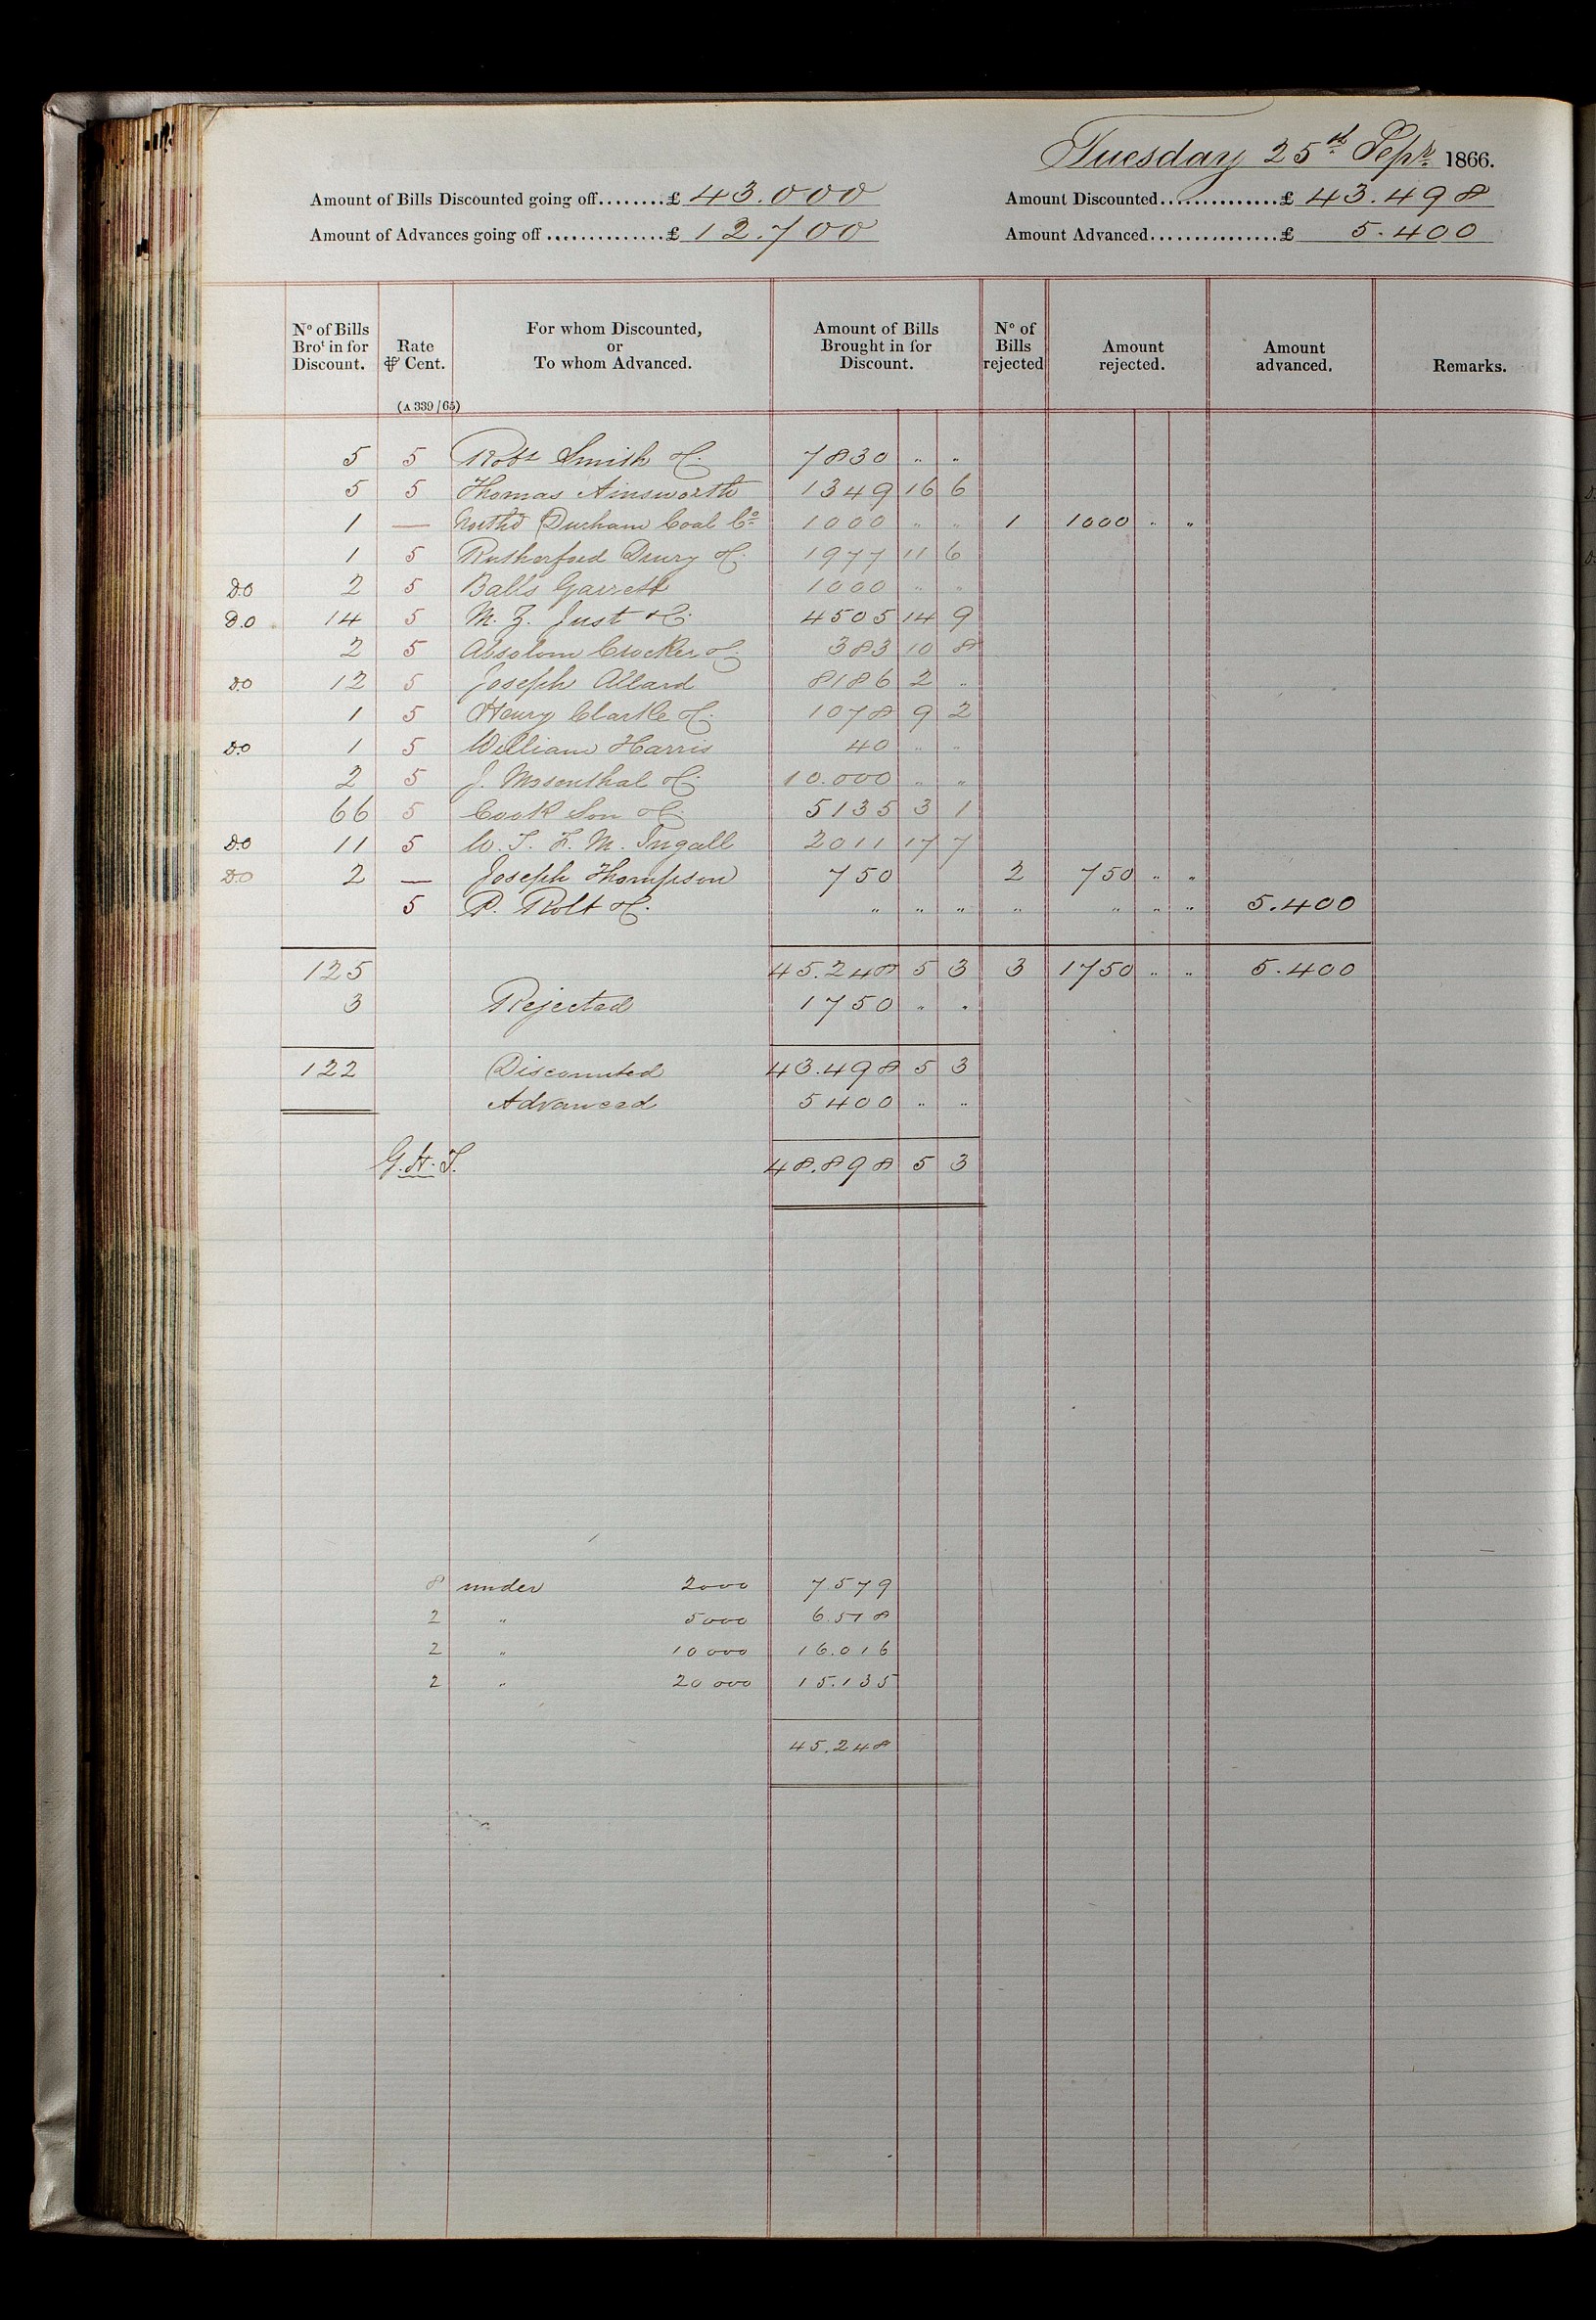 Tuesday 25th Septr 1866.
Amount of Bills Discounted going off........£ 43.000 Amount Discounted...............£ 43.498
Amount of Advances going off...............£ 12.700 Amount Advanced................£ 5.400
No of Bills Brot in for Discount. Rate ⅌ Cent. For whom Discounted, or To whom Advanced. Amount of Bills Brought in for Discount. No of Bills rejected Amount rejected. Amount advanced. Remarks.
(A 339/65)
5 5 Robt Smith & Co. 7830 " "
5 5 Thomas Ainsworth 1349 16 6
1 — Durham Coal Co 1000 " " 1 1000 " "
1 5 Rutherford Drury & Co. 1977 11 6
D.O 2 5 Balls Garrett 1000 " "
D.O 14 5 M. Z. Just & Co. 4505 14 9
2 5 Absolom Crocker & Co. 383 10 8
D.O 12 5 Joseph Allard 8186 2 "
1 5 Henry Clarke & Co. 1078 9 2
D.O 1 5 William Harris 40 " "
2 5 J. Mosenthal & Co. 10.000 " "
66 5 Cook Son & Co. 5135 3 1
D.O 11 5 W. T. F. M. Ingall 2011 17 7
D.O 2 — Joseph Thompson 750 2 750 " "
5 P. Rolt & Co. " " " " " " " 5.400
125 45.248 5 3 3 1750 " " 5.400
3 Rejected 1750 " "
122 Discounted 43.498 5 3
Advanced 5400 " "
G.H.T. 48.898 5 3
8 under 2000 7579
2 " 5000 6.518
2 " 10000 16.016
2 " 20000 15.135
45.248